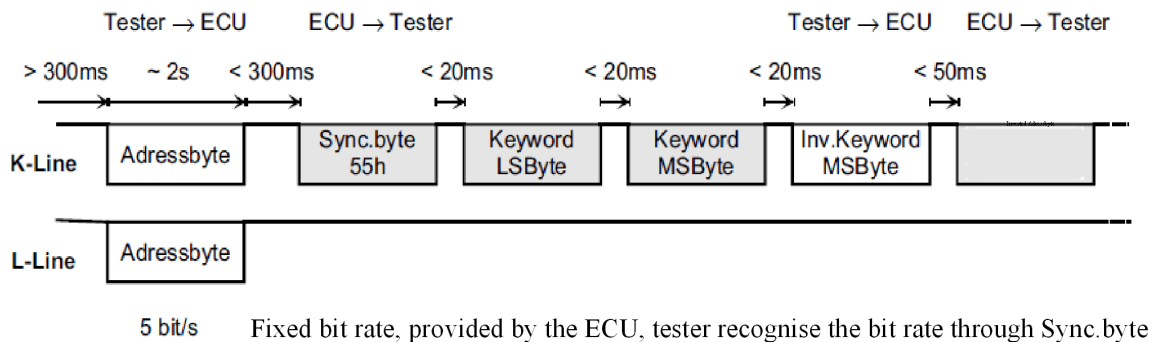 Tester → ECU
ECU → Tester
Tester → ECU
ECU → Tester
> 300ms
~ 2s
< 300ms
< 20ms
< 20ms
< 20ms
< 50ms
K-Line
Adressbyte
Sync.byte
55h
Keyword
LSByte
Keyword
MSByte
Inv.Keyword
MSByte
L-Line
Adressbyte
5 bit/s
Fixed bit rate, provided by the ECU, tester recognise the bit rate through Sync.byte